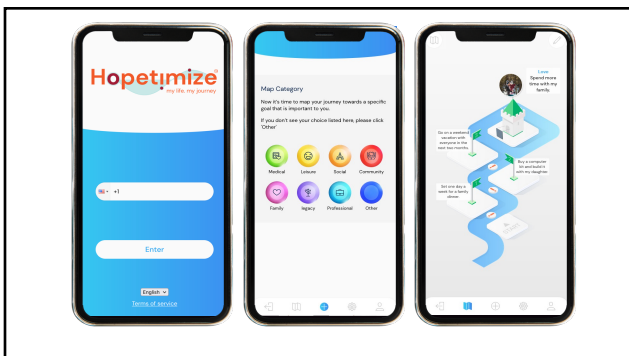 Hopetimize
my life, my journey
+1
Enter
English
Terms of service
Map Category
Now it's time to map your journey towards a specific
goal that is important to you.
If you don't see your choice listed here, please click
'Other'
Medical
Leisure
Social
Community
Family
legacy
Professional
Other
Love:
Spend more
time with my
family.
Go on a weekend
vacation with
everyone in the
next two months.
Buy a computer
kit and build it
with my daughter.
Set one day a
week for a family
dinner.
START